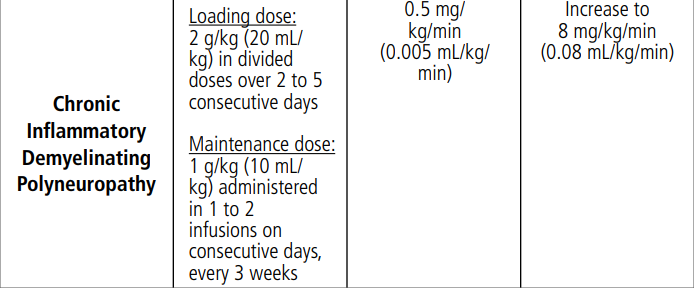 Chronic
Inflammatory
Demyelinating
Polyneuropathy
Loading dose:
2 g/kg (20 mL/
kg) in divided
doses over 2 to 5
consecutive days
Maintenance dose:
1 g/kg (10 mL/
kg) administered
in 1 to 2
infusions on
consecutive days,
every 3 weeks
0.5 mg/
kg/min
(0.005 mL/kg/
min)
Increase to
8 mg/kg/min
(0.08 mL/kg/min)